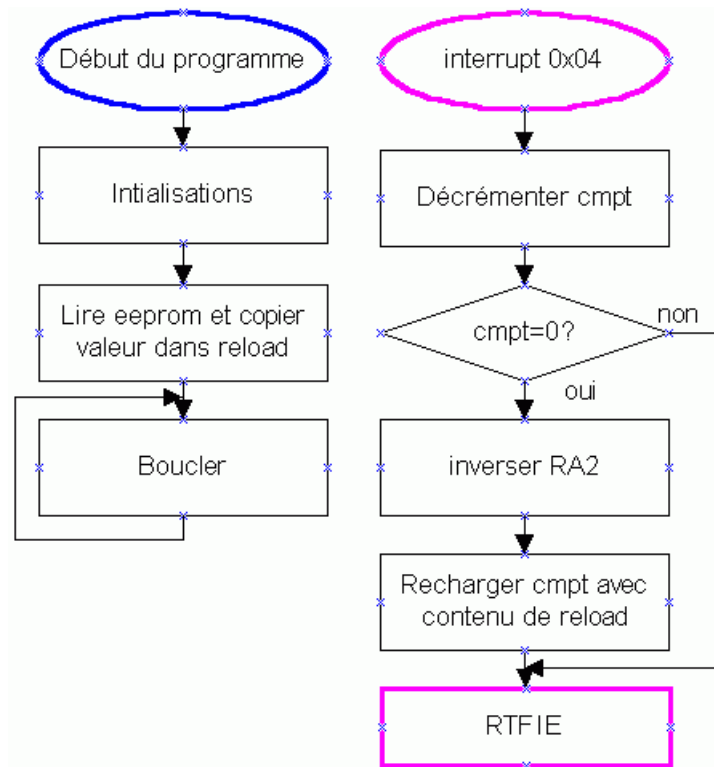 Début du programme
Intialisations
Lire eeprom et copier
valeur dans reload
Boucler
interrupt 0x04
Décrémenter cmpt
cmpt=0?
non
oui
inverser RA2
Recharger cmpt avec
contenu de reload
RTFIE